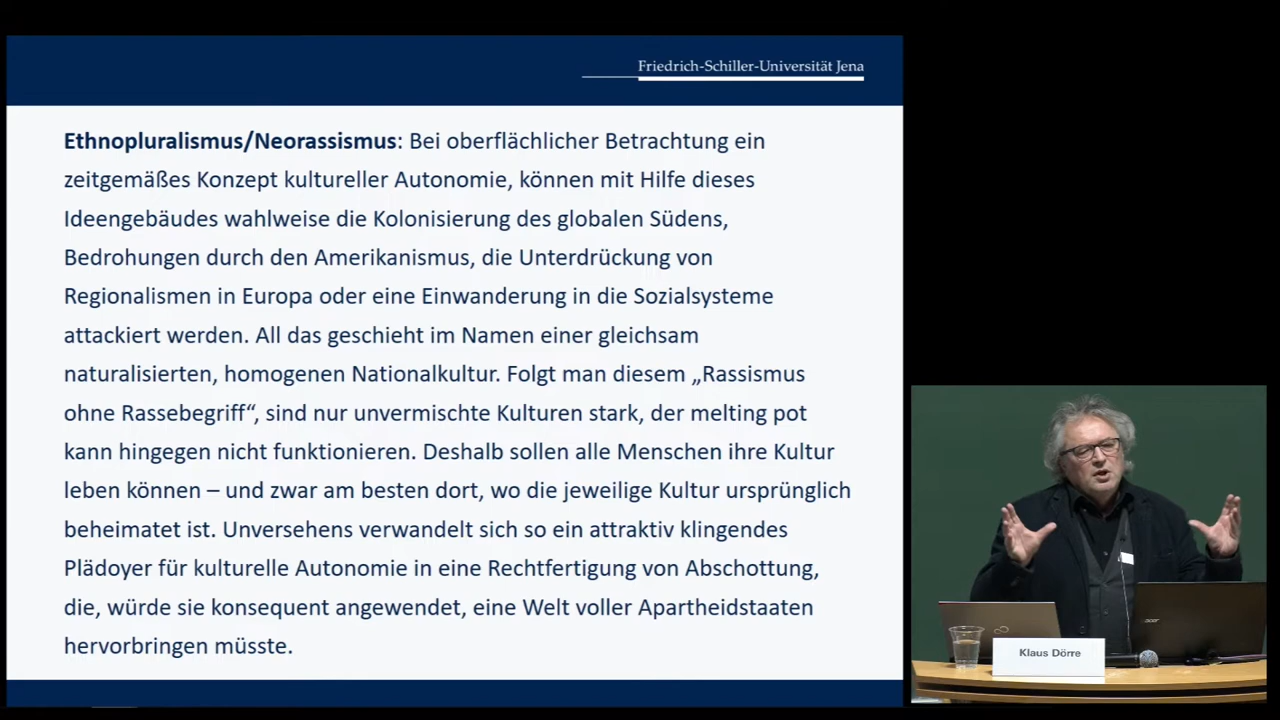 Friedrich-Schiller-Universität Jena
Ethnopluralismus/Neorassismus: Bei oberflächlicher Betrachtung ein
zeitgemäßes Konzept kultureller Autonomie, können mit Hilfe dieses
Ideengebäudes wahlweise die Kolonisierung des globalen Südens,
Bedrohungen durch den Amerikanismus, die Unterdrückung von
Regionalismen in Europa oder eine Einwanderung in die Sozialsysteme
attackiert werden. All das geschieht im Namen einer gleichsam
naturalisierten, homogenen Nationalkultur. Folgt man diesem „Rassismus
ohne Rassebegriff“, sind nur unvermischte Kulturen stark, der melting pot
kann hingegen nicht funktionieren. Deshalb sollen alle Menschen ihre Kultur
leben können – und zwar am besten dort, wo die jeweilige Kultur ursprünglich
beheimatet ist. Unversehens verwandelt sich so ein attraktiv klingendes
Plädoyer für kulturelle Autonomie in eine Rechtfertigung von Abschottung,
die, würde sie konsequent angewendet, eine Welt voller Apartheidstaaten
hervorbringen müsste.
acer
Klaus Dörre